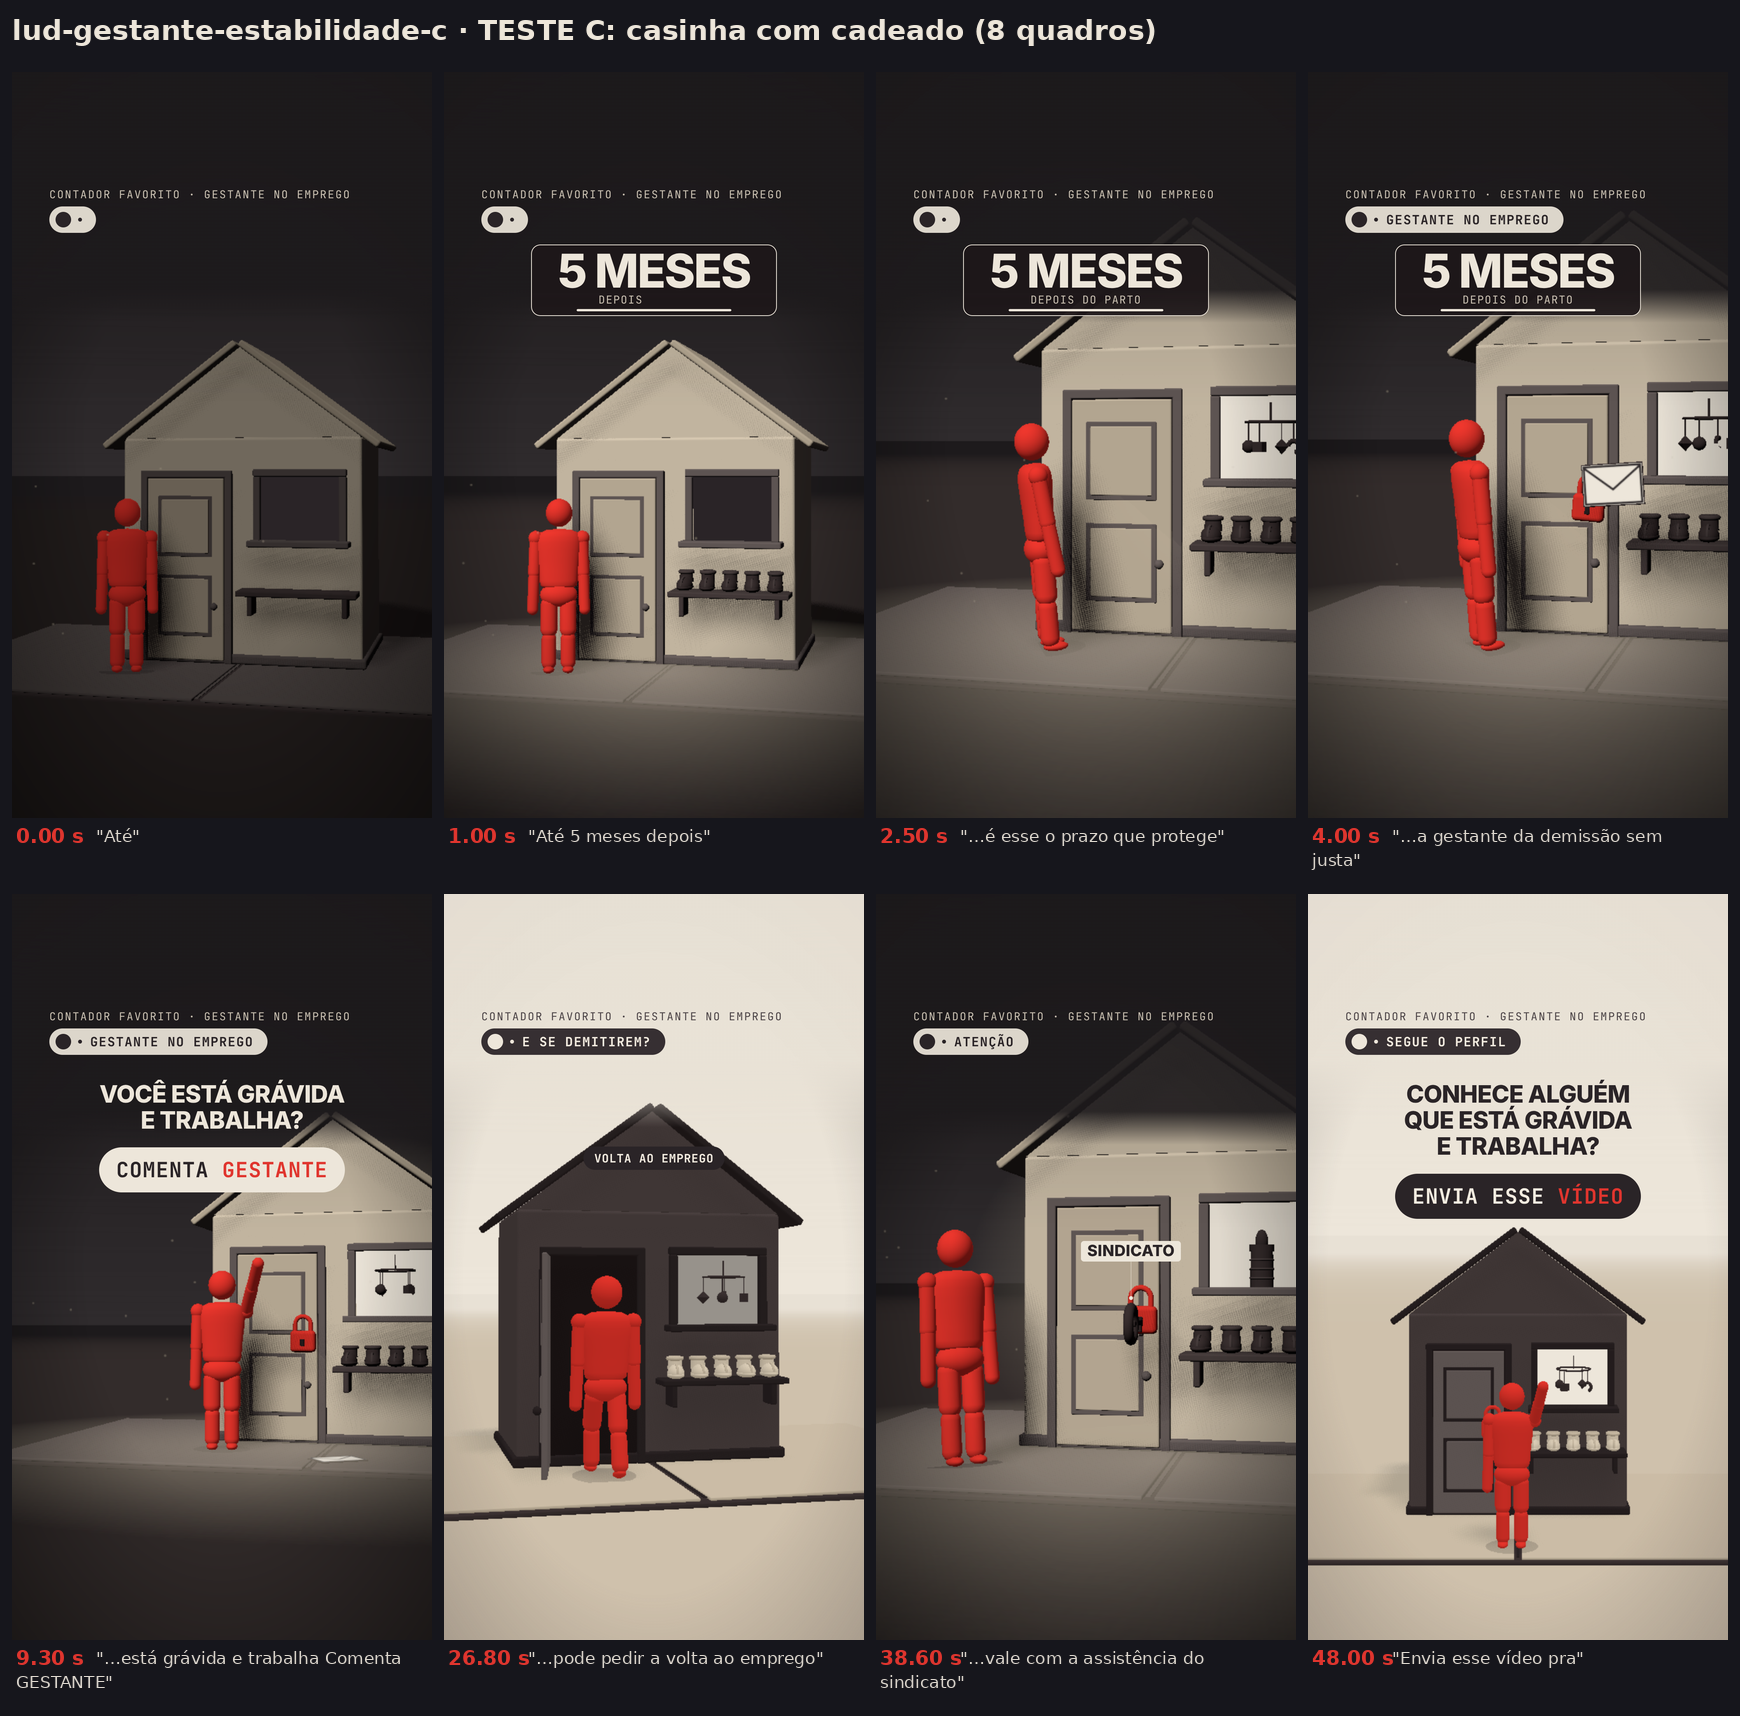 lud-gestante-estabilidade-c · TESTE C: casinha com cadeado (8 quadros)
CONTADOR FAVORITO · GESTANTE NO EMPREGO
0.00 s "Até"
CONTADOR FAVORITO · GESTANTE NO EMPREGO
5 MESES
DEPOIS
1.00 s "Até 5 meses depois"
CONTADOR FAVORITO · GESTANTE NO EMPREGO
5 MESES
DEPOIS DO PARTO
2.50 s "...é esse o prazo que protege"
CONTADOR FAVORITO · GESTANTE NO EMPREGO
• GESTANTE NO EMPREGO
5 MESES
DEPOIS DO PARTO
4.00 s "...a gestante da demissão sem
justa"
CONTADOR FAVORITO · GESTANTE NO EMPREGO
• GESTANTE NO EMPREGO
VOCÊ ESTÁ GRÁVIDA
E TRABALHA?
COMENTA GESTANTE
9.30 s "...está grávida e trabalha Comenta
GESTANTE"
CONTADOR FAVORITO · GESTANTE NO EMPREGO
• E SE DEMITIREM?
VOLTA AO EMPREGO
26.80 s "...pode pedir a volta ao emprego"
CONTADOR FAVORITO · GESTANTE NO EMPREGO
• ATENÇÃO
SINDICATO
38.60 s "...vale com a assistência do
sindicato"
CONTADOR FAVORITO · GESTANTE NO EMPREGO
• SEGUE O PERFIL
CONHECE ALGUÉM
QUE ESTÁ GRÁVIDA
E TRABALHA?
ENVIA ESSE VÍDEO
48.00 s "Envia esse vídeo pra"